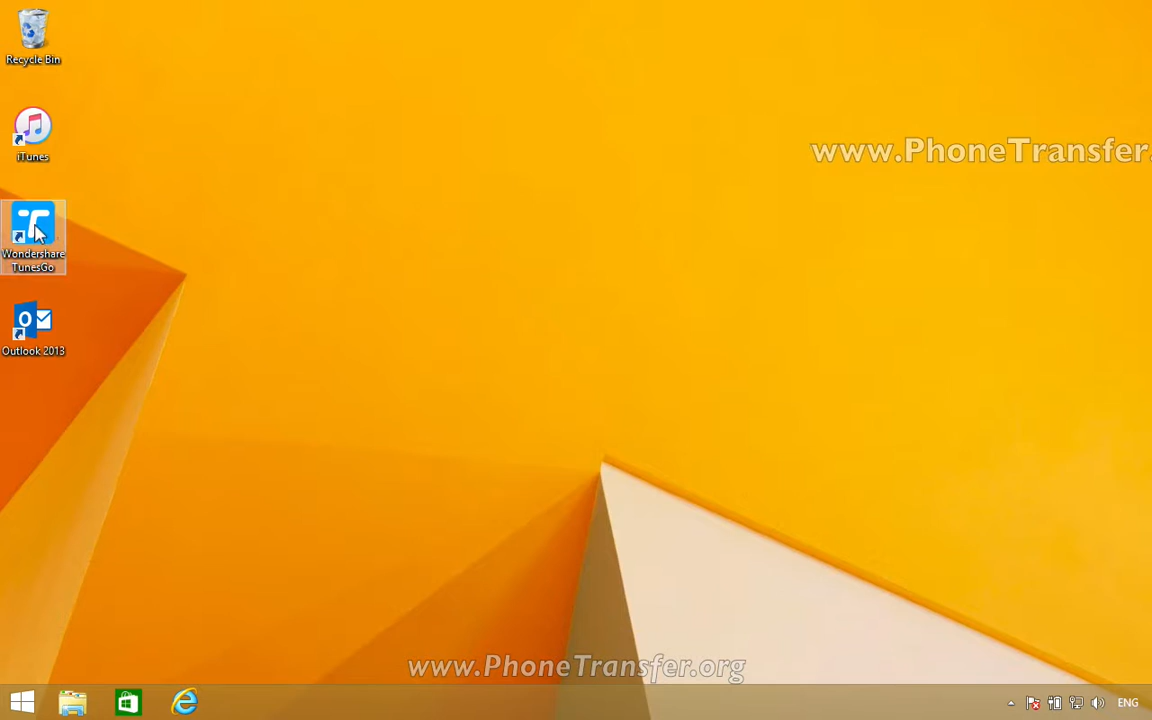 Recycle Bin
iTunes
www.PhoneTransfer.
Wondershare
TunesGo
Outlook 2013
www.PhoneTransfer.org
ENG